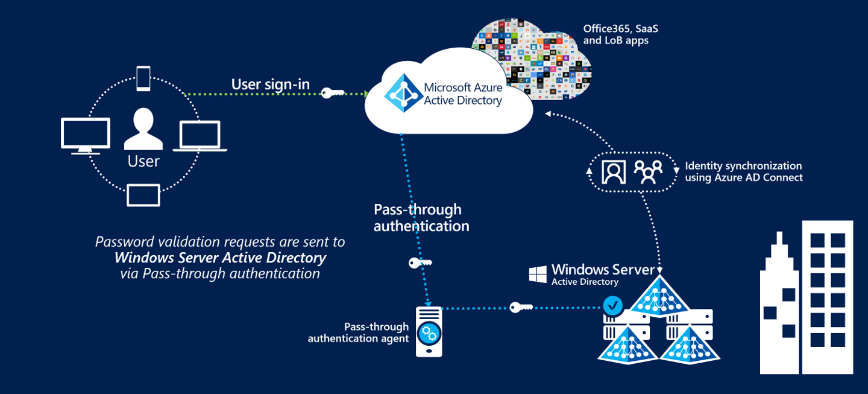 Office365, SaaS
and LoB apps
User sign-in
Microsoft Azure
Active Directory
User
Identity synchronization
using Azure AD Connect
Pass-through
authentication
Password validation requests are sent to
Windows Server Active Directory
via Pass-through authentication
Windows Server
Active Directory
Pass-through
authentication agent